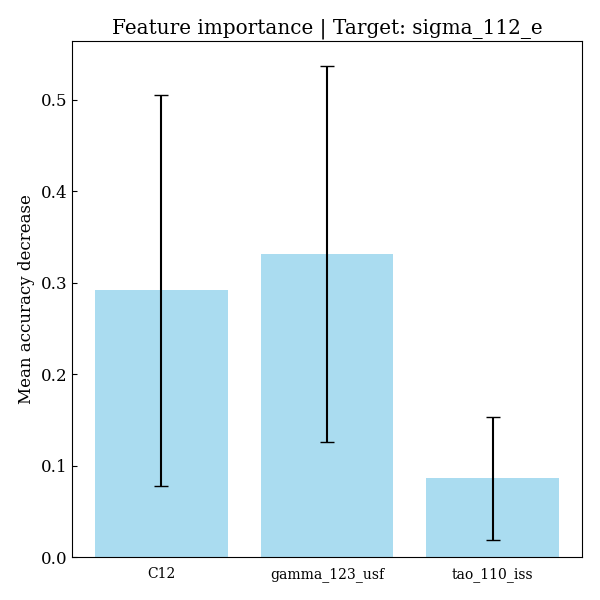 Feature importance | Target: sigma_112_e
Mean accuracy decrease
0.5
0.4
0.3
0.2
0.1
0.0
C12
gamma_123_usf
tao_110_iss